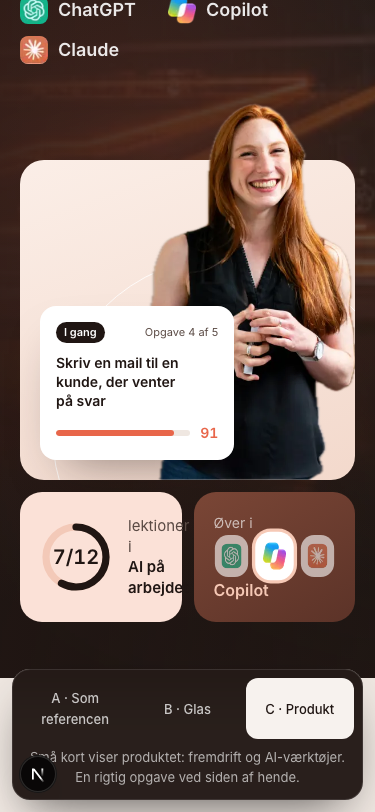 ChatGPT Copilot
Claude
I gang Opgave 4 af 5
Skriv en mail til en
kunde, der venter
på svar
91
7/12
lektioner
i
AI på
arbejde
Øver i
Copilot
A · Som
referencen
B · Glas
C · Produkt
Små kort viser produktet: fremdrift og AI-værktøjer.
En rigtig opgave ved siden af hende.
N